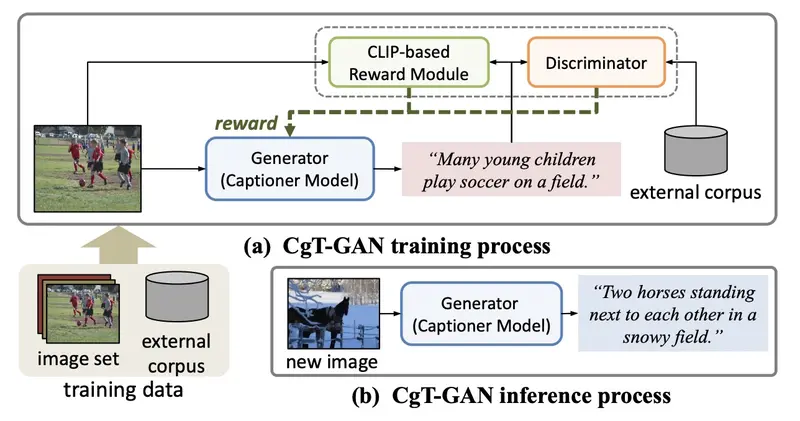 CLIP-based
Reward Module
Discriminator
reward
Generator
(Captioner Model)
“Many young children
play soccer on a field.”
external corpus
(a) CgT-GAN training process
image set
external
corpus
training data
new image
Generator
(Captioner Model)
“Two horses standing
next to each other in a
snowy field.”
(b) CgT-GAN inference process